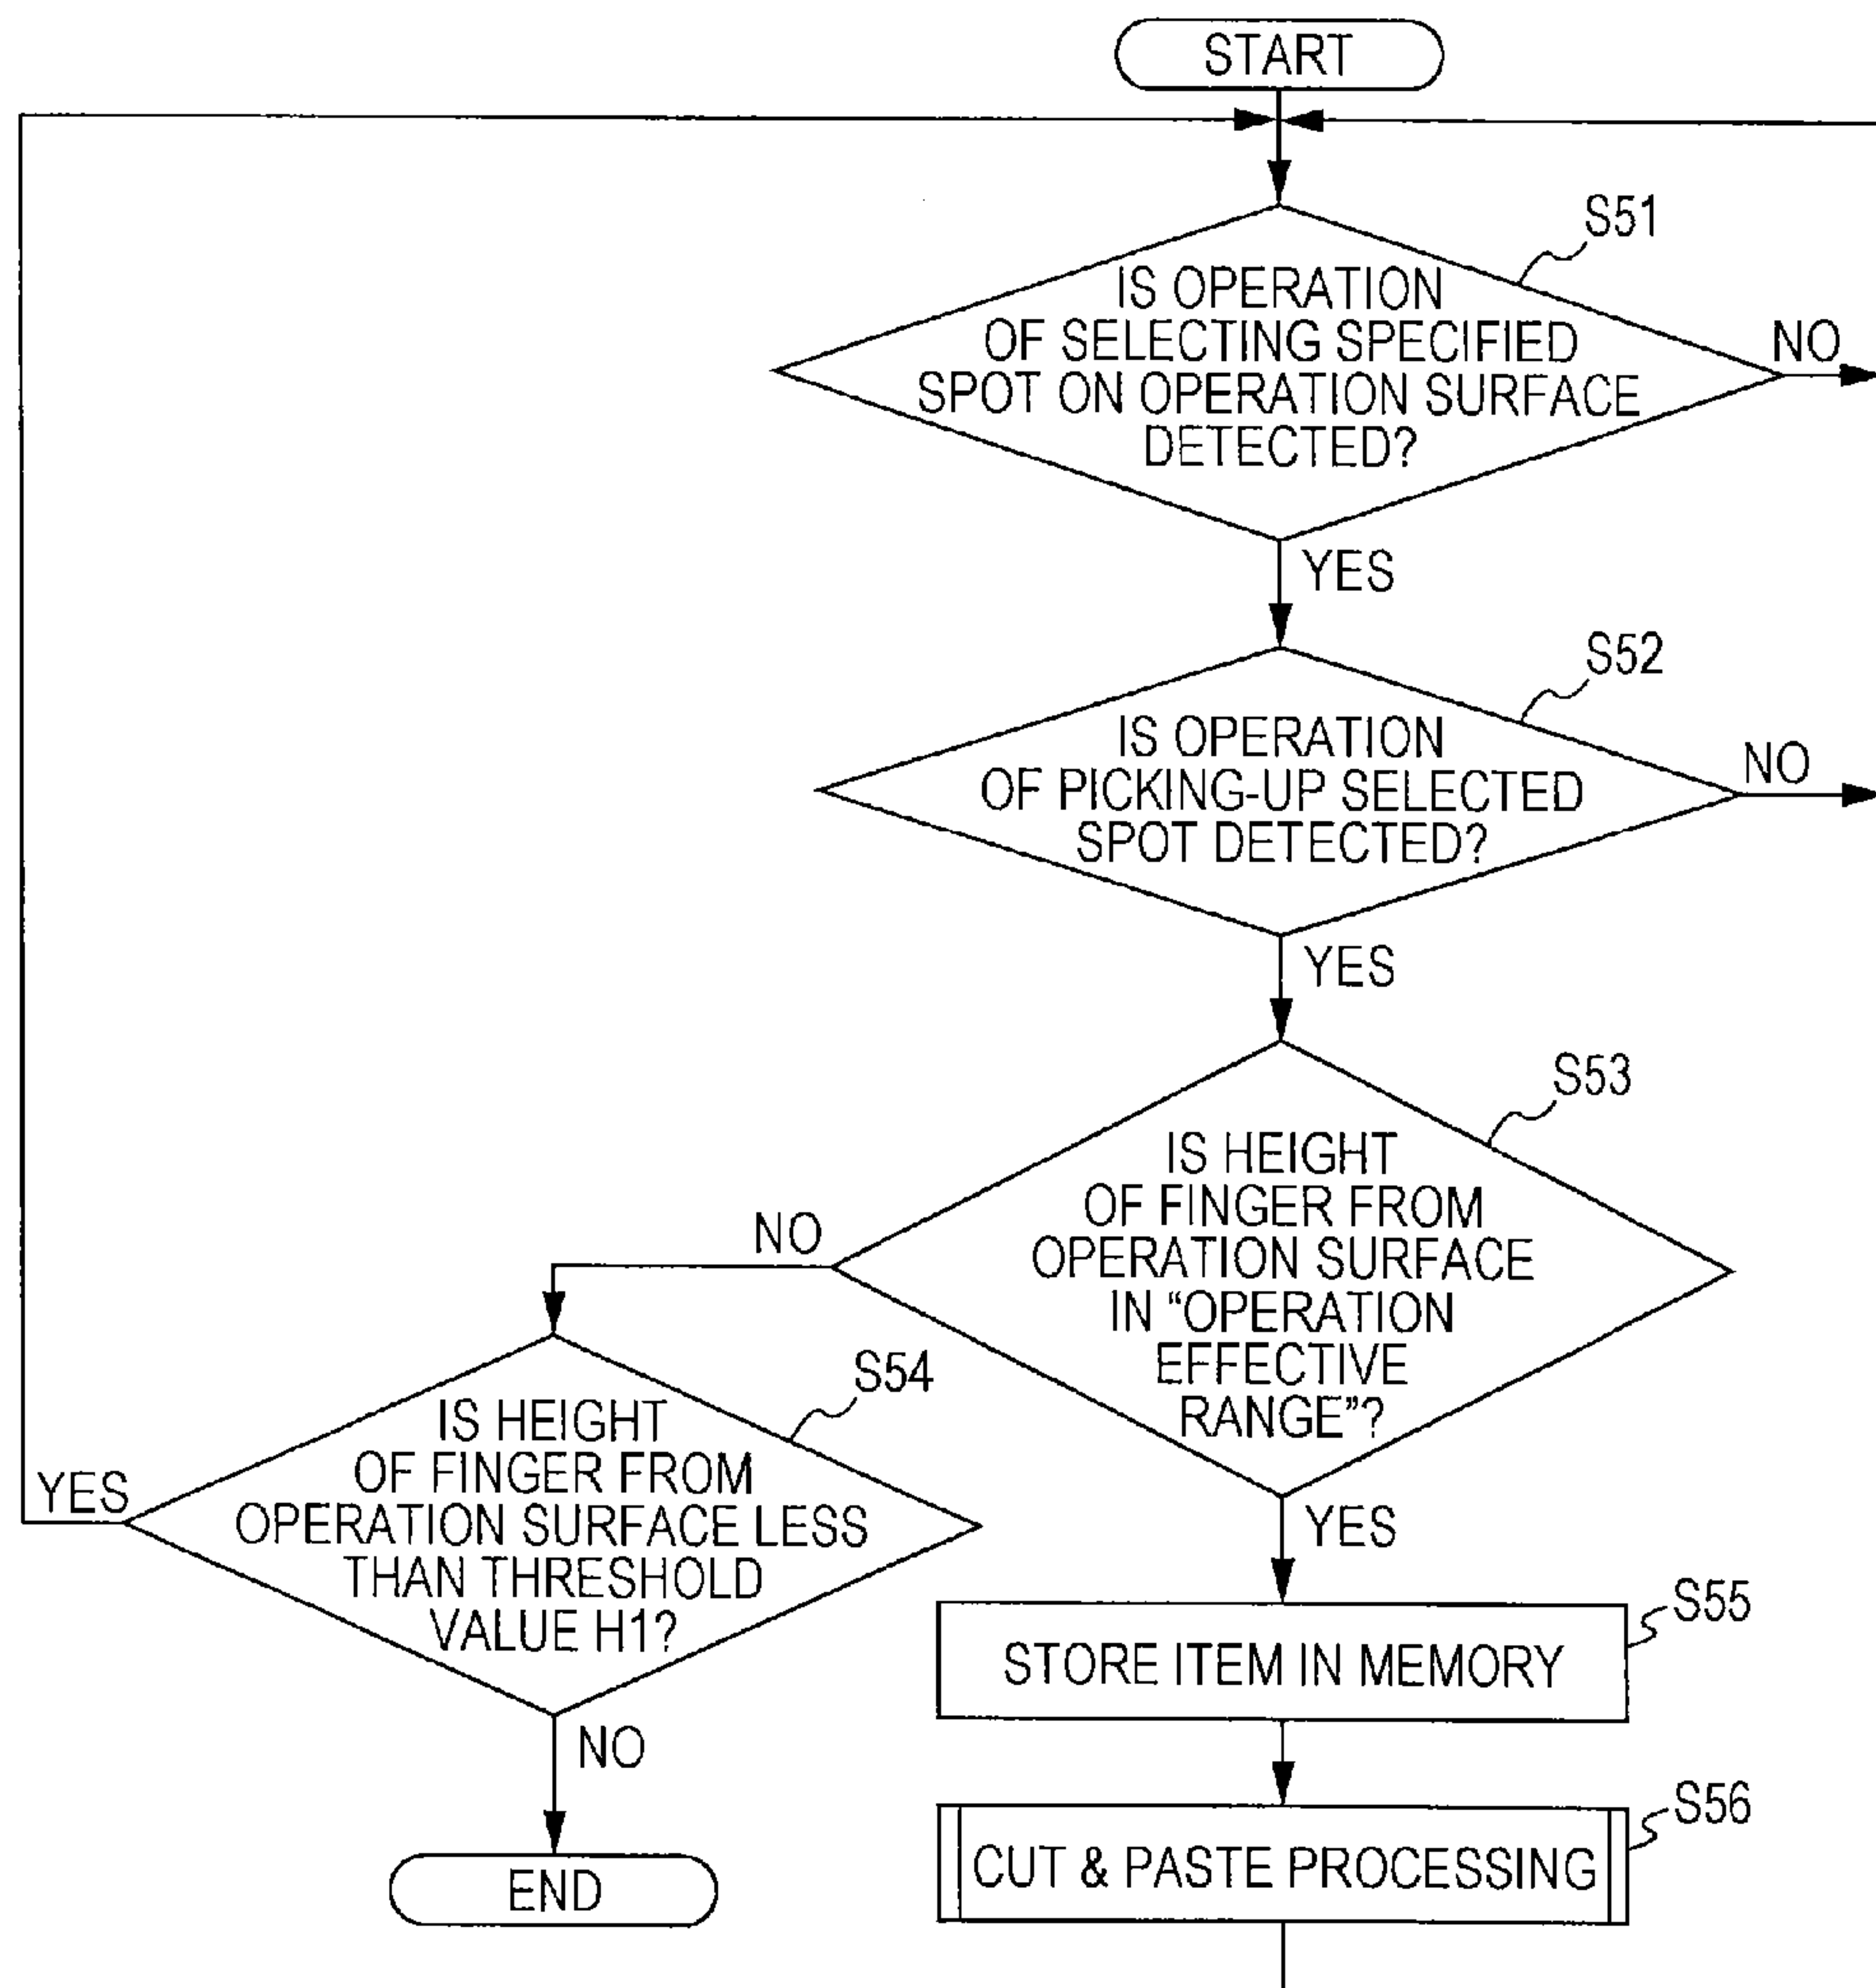 START
S51
IS OPERATION
OF SELECTING SPECIFIED
SPOT ON OPERATION SURFACE
DETECTED?
NO
YES
S52
IS OPERATION
OF PICKING-UP SELECTED
SPOT DETECTED?
NO
YES
S53
IS HEIGHT
OF FINGER FROM
OPERATION SURFACE
IN “OPERATION
EFFECTIVE
RANGE”?
NO
YES
S54
IS HEIGHT
OF FINGER FROM
OPERATION SURFACE LESS
THAN THRESHOLD
VALUE H1?
YES
NO
END
S55
STORE ITEM IN MEMORY
S56
CUT & PASTE PROCESSING